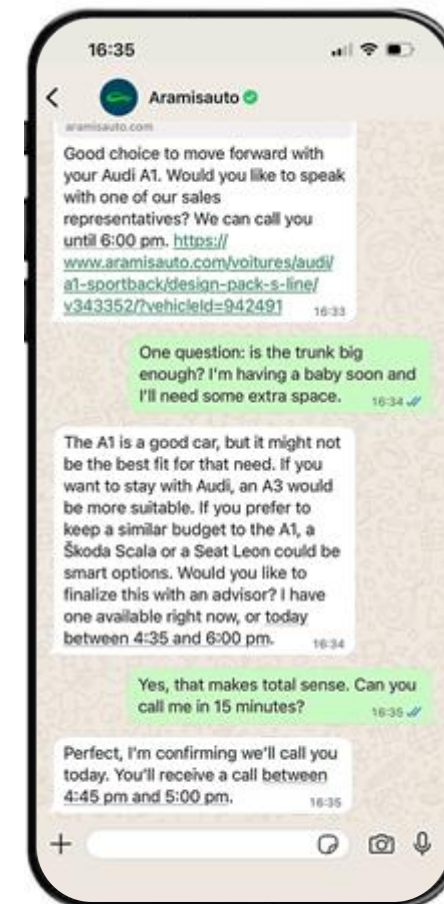 16:35
Aramisauto
aramisauto.com
Good choice to move forward with
your Audi A1. Would you like to speak
with one of our sales
representatives? We can call you
until 6:00 pm. https://
www.aramisauto.com/voitures/audi/
a1-sportback/design-pack-s-line/
v343352/?vehicleId=942491 16:33
One question: is the trunk big
enough? I'm having a baby soon and
I'll need some extra space. 16:34
The A1 is a good car, but it might not
be the best fit for that need. If you
want to stay with Audi, an A3 would
be more suitable. If you prefer to
keep a similar budget to the A1, a
Škoda Scala or a Seat Leon could be
smart options. Would you like to
finalize this with an advisor? I have
one available right now, or today
between 4:35 and 6:00 pm. 16:34
Yes, that makes total sense. Can you
call me in 15 minutes? 16:35
Perfect, I'm confirming we'll call you
today. You'll receive a call between
4:45 pm and 5:00 pm. 16:35